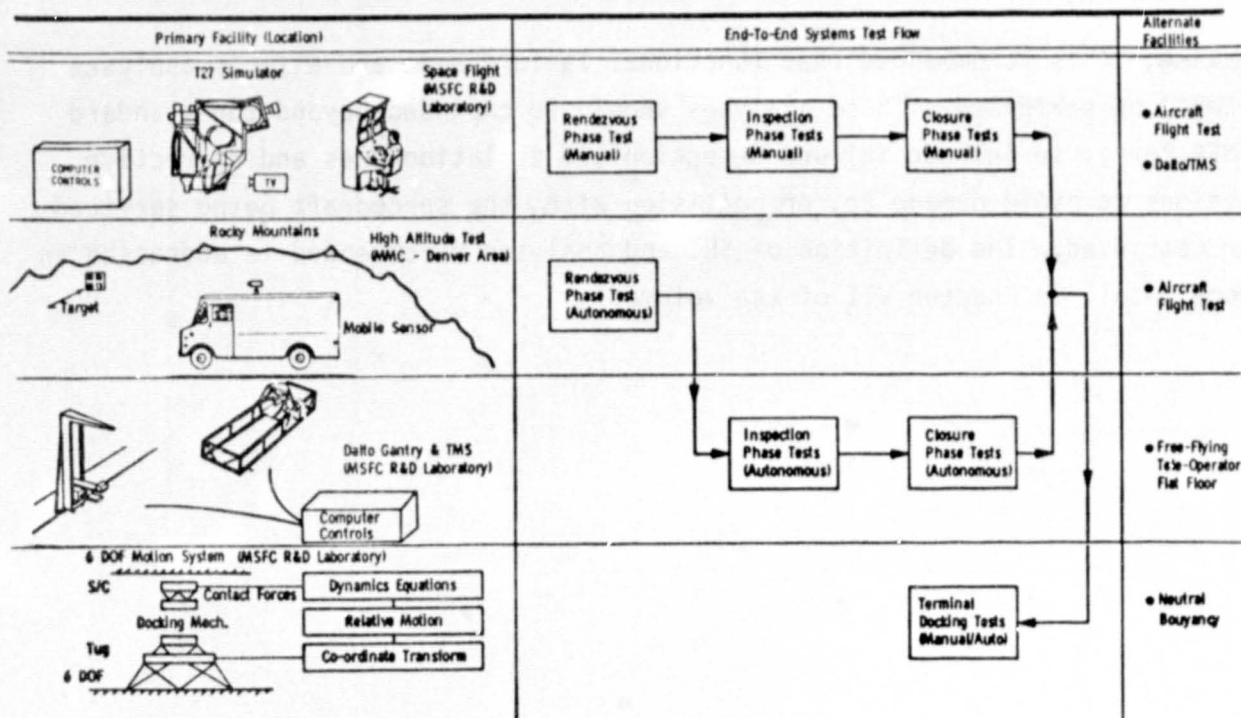 Primary Facility (Location)
End-To-End Systems Test Flow
Alternate
Facilities
T27 Simulator
Space Flight
(MSFC R&D
Laboratory)
COMPUTER
CONTROLS
TV
Rendezvous
Phase Test
(Manual)
Inspection
Phase Tests
(Manual)
Closure
Phase Tests
(Manual)
• Aircraft
Flight Test
• Dalto/TMS
Rocky Mountains
High Altitude Test
(MMC - Denver Area)
Target
Mobile Sensor
Rendezvous
Phase Test
(Autonomous)
• Aircraft
Flight Test
Dalto Gantry & TMS
(MSFC R&D Laboratory)
Computer
Controls
Inspection
Phase Tests
(Autonomous)
Closure
Phase Tests
(Autonomous)
• Free-Flying
Tele-Operator
Flat Floor
6 DOF Motion System (MSFC R&D Laboratory)
S/C
Contact Forces
Dynamics Equations
Docking Mech.
Relative Motion
Tug
Co-ordinate Transform
6 DOF
Terminal
Docking Tests
(Manual/Auto)
• Neutral
Bouyancy